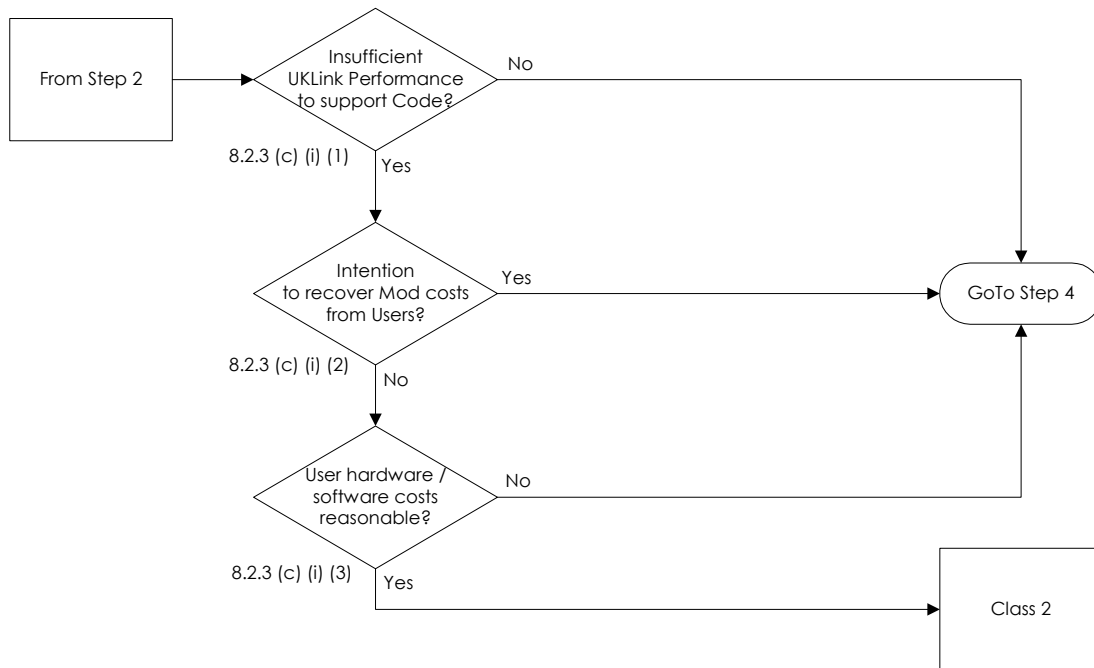 From Step 2
Insufficient
UKLink Performance
to support Code?
No
8.2.3 (c) (i) (1)
Yes
Intention
to recover Mod costs
from Users?
Yes
GoTo Step 4
8.2.3 (c) (i) (2)
No
User hardware /
software costs
reasonable?
No
8.2.3 (c) (i) (3)
Yes
Class 2